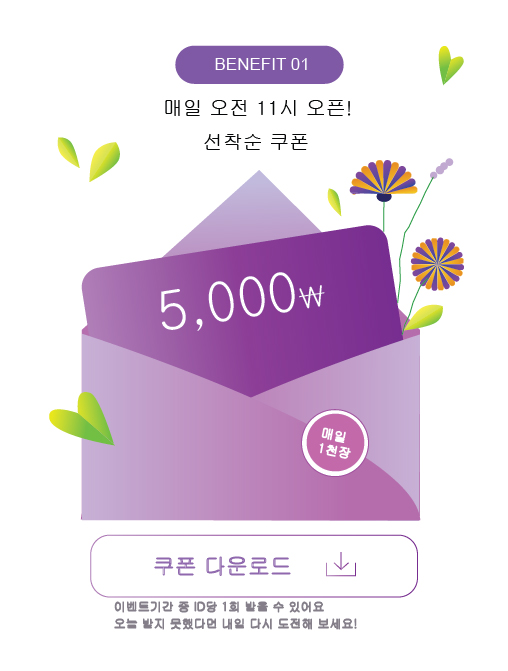 BENEFIT 01
매일 오전 11시 오픈!
선착순 쿠폰
5,000₩
매일
1천장
쿠폰 다운로드
이벤트기간 중 ID당 1회 받을 수 있어요
오늘 받지 못했다면 내일 다시 도전해 보세요!